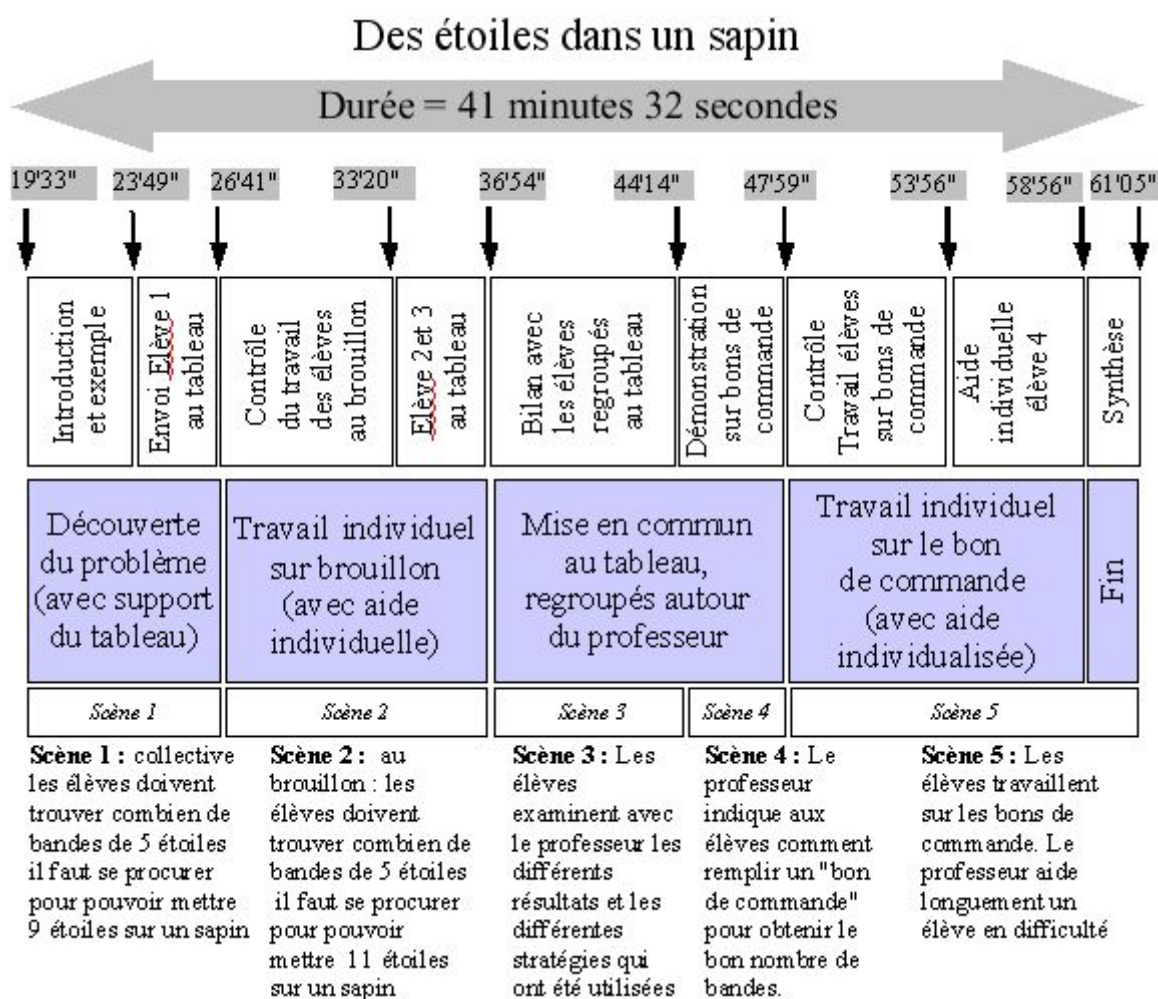 Des étoiles dans un sapin
Durée = 41 minutes 32 secondes
19'33" 23'49" 26'41" 33'20" 36'54" 44'14" 47'59" 53'56" 58'56" 61'05"
Introduction
et exemple
Envoi Elève 1
au tableau
Contrôle
du travail
des élèves
au brouillon
Elève 2 et 3
au tableau
Bilan avec
les élèves
regroupés
au tableau
Démonstration
sur bons de
commande
Contrôle
Travail élèves
sur bons de
commande
Aide
individuelle
élève 4
Synthèse
Découverte
du problème
(avec support
du tableau)
Travail individuel
sur brouillon
(avec aide
individuelle)
Mise en commun
au tableau,
regroupés autour
du professeur
Travail individuel
sur le bon
de commande
(avec aide
individualisée)
Fin
Scène 1
Scène 2
Scène 3
Scène 4
Scène 5
Scène 1 : collective
les élèves doivent
trouver combien de
bandes de 5 étoiles
il faut se procurer
pour pouvoir mettre
9 étoiles sur un sapin
Scène 2 : au
brouillon : les
élèves doivent
trouver combien de
bandes de 5 étoiles
il faut se procurer
pour pouvoir
mettre 11 étoiles
sur un sapin
Scène 3 : Les
élèves
examinent avec
le professeur les
différents
résultats et les
différentes
stratégies qui
ont été utilisées
Scène 4 : Le
professeur
indique aux
élèves comment
remplir un "bon
de commande"
pour obtenir le
bon nombre de
bandes.
Scène 5 : Les
élèves travaillent
sur les bons de
commande. Le
professeur aide
longuement un
élève en difficulté